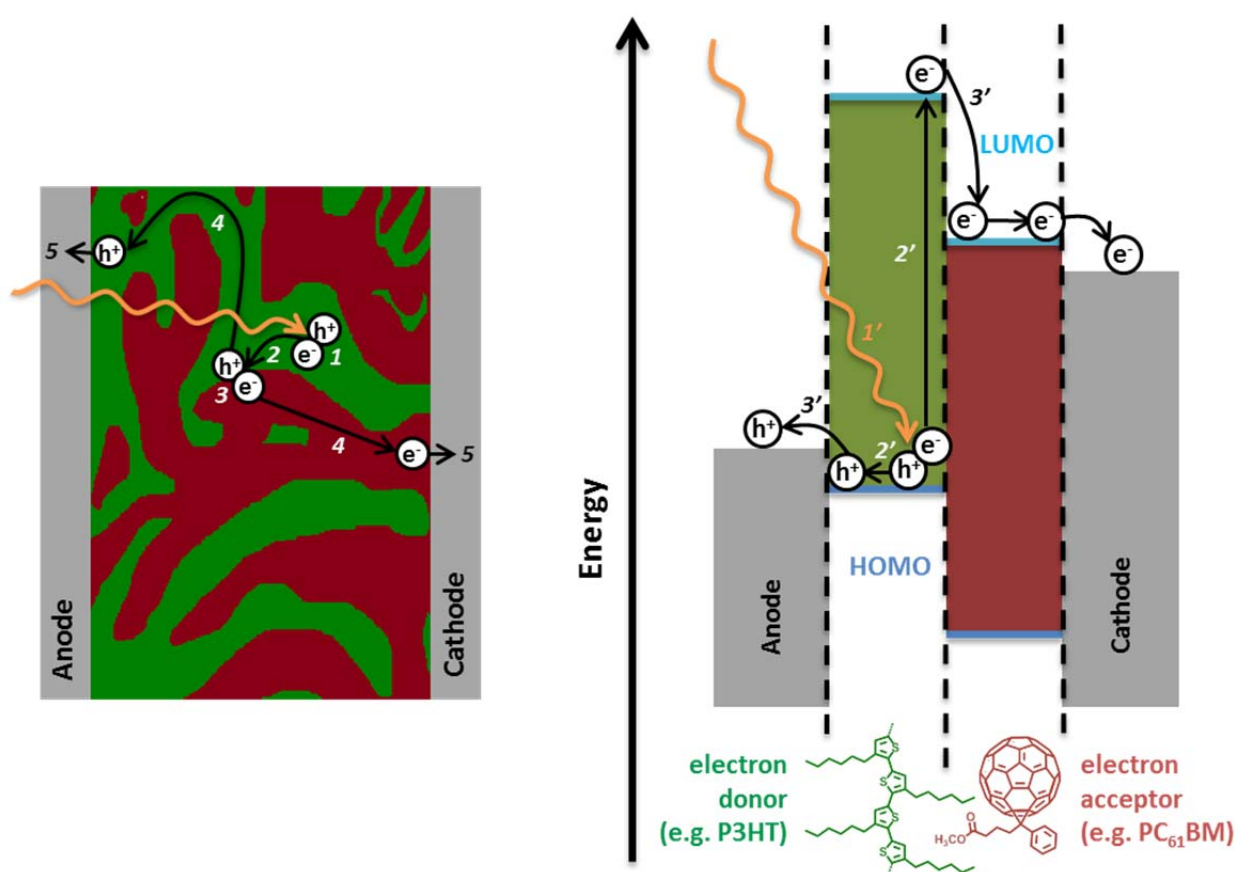 4
5
h⁺
h⁺
2
e⁻
1
h⁺
3
e⁻
4
e⁻
5
Anode
Cathode
Energy
e⁻
3’
LUMO
e⁻
e⁻
e⁻
2’
1’
3’
h⁺
e⁻
2’
h⁺
h⁺
HOMO
Anode
Cathode
electron
donor
(e.g. P3HT)
S
S
S
S
O
H₃CO
electron
acceptor
(e.g. PC₆₁BM)